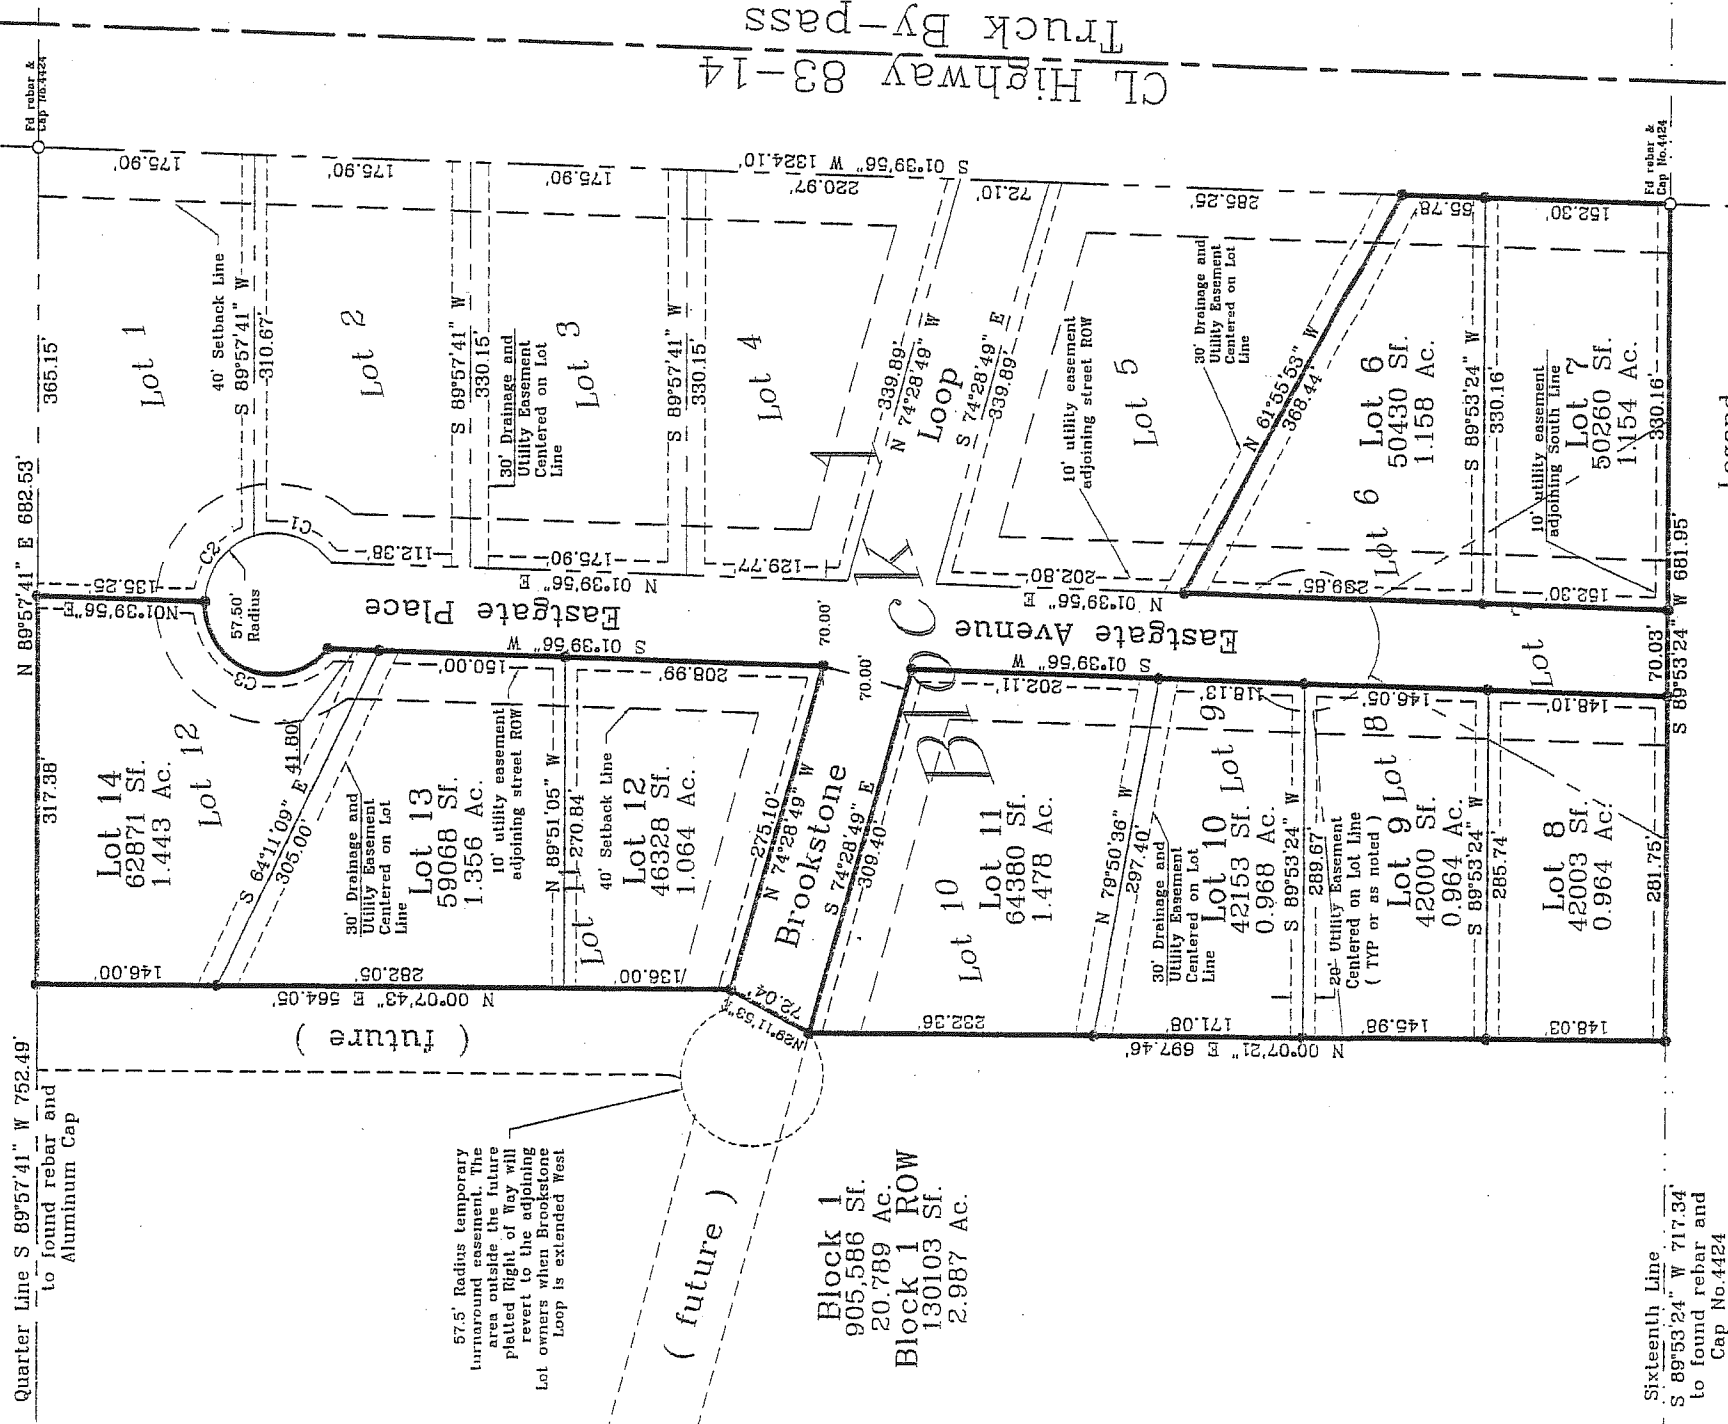 CL Highway 83-14
Truck By-pass
Fd rebar &
Cap No.4424
N 89°57'41" E 682.53'
365.15'
317.38'
Quarter Line S 89°57'41" W 752.49'
to found rebar and
Aluminum Cap
175.90'
Lot 1
40' Setback Line
S 89°57'41" W
310.67'
175.90'
Lot 2
S 89°57'41" W
330.15'
30' Drainage and
Utility Easement
Centered on Lot
Line
175.90'
Lot 3
S 89°57'41" W
330.15'
220.97'
S 01°39'56" W 1324.10'
Lot 4
339.89'
N 74°28'49" W
Loop
S 74°28'49" E
339.89'
72.10'
285.25'
10' utility easement
adjoining street ROW
Lot 5
30' Drainage and
Utility Easement
Centered on Lot
Line
N 61°55'53" W
368.44'
55.78'
Lot 6
50430 Sf.
1.158 Ac.
Lot 6
S 89°53'24" W
330.16'
152.30'
10' utility easement
adjoining South Line
Lot 7
50260 Sf.
1.154 Ac.
330.16'
Fd rebar &
Cap No.4424
Legend
135.25'
N01°39'56"E
C2
C1
C3
57.50'
Radius
112.38'
175.90'
129.77'
N 01°39'56" E
Eastgate Place
S 01°39'56" W
70.00'
70.00'
BLOCK 1
202.80'
N 01°39'56" E
Eastgate Avenue
S 01°39'56" W
239.85'
152.30'
Lot
70.03'
S 89°53'24" W 681.95'
Lot 14
62871 Sf.
1.443 Ac.
Lot 12
146.00'
41.80'
S 64°11'09" E
305.00'
30' Drainage and
Utility Easement
Centered on Lot
Line
150.00'
Lot 13
59068 Sf.
1.356 Ac.
10' utility easement
adjoining street ROW
282.05'
N 89°51'05" W
270.84'
208.99'
40' Setback Line
Lot 12
46328 Sf.
1.064 Ac.
Lot
136.00'
N 00°07'43" E 564.05'
( future )
275.10'
N 74°28'49" W
Brookstone
S 74°28'49" E
309.40'
72.04'
N29°11'53"E
202.11'
Lot 10
Lot 11
64380 Sf.
1.478 Ac.
232.36'
N 79°50'36" W
297.40'
30' Drainage and
Utility Easement
Centered on Lot
Line
118.13'
Lot 9
Lot 10
42153 Sf.
0.968 Ac.
171.08'
S 89°53'24" W
289.67'
20' Utility Easement
Centered on Lot Line
( TYP or as noted )
146.05'
Lot 8
Lot 9
42000 Sf.
0.964 Ac.
145.98'
N 00°07'21" E 697.46'
S 89°53'24" W
285.74'
148.10'
Lot 8
42003 Sf.
0.964 Ac.
148.03'
281.75'
57.5' Radius temporary
turnaround easement. The
area outside the future
platted Right of Way will
revert to the adjoining
Lot owners when Brookstone
Loop is extended West
( future )
Block 1
905,586 Sf.
20.789 Ac.
Block 1 ROW
130103 Sf.
2.987 Ac.
Sixteenth Line
S 89°53'24" W 717.34'
to found rebar and
Cap No.4424